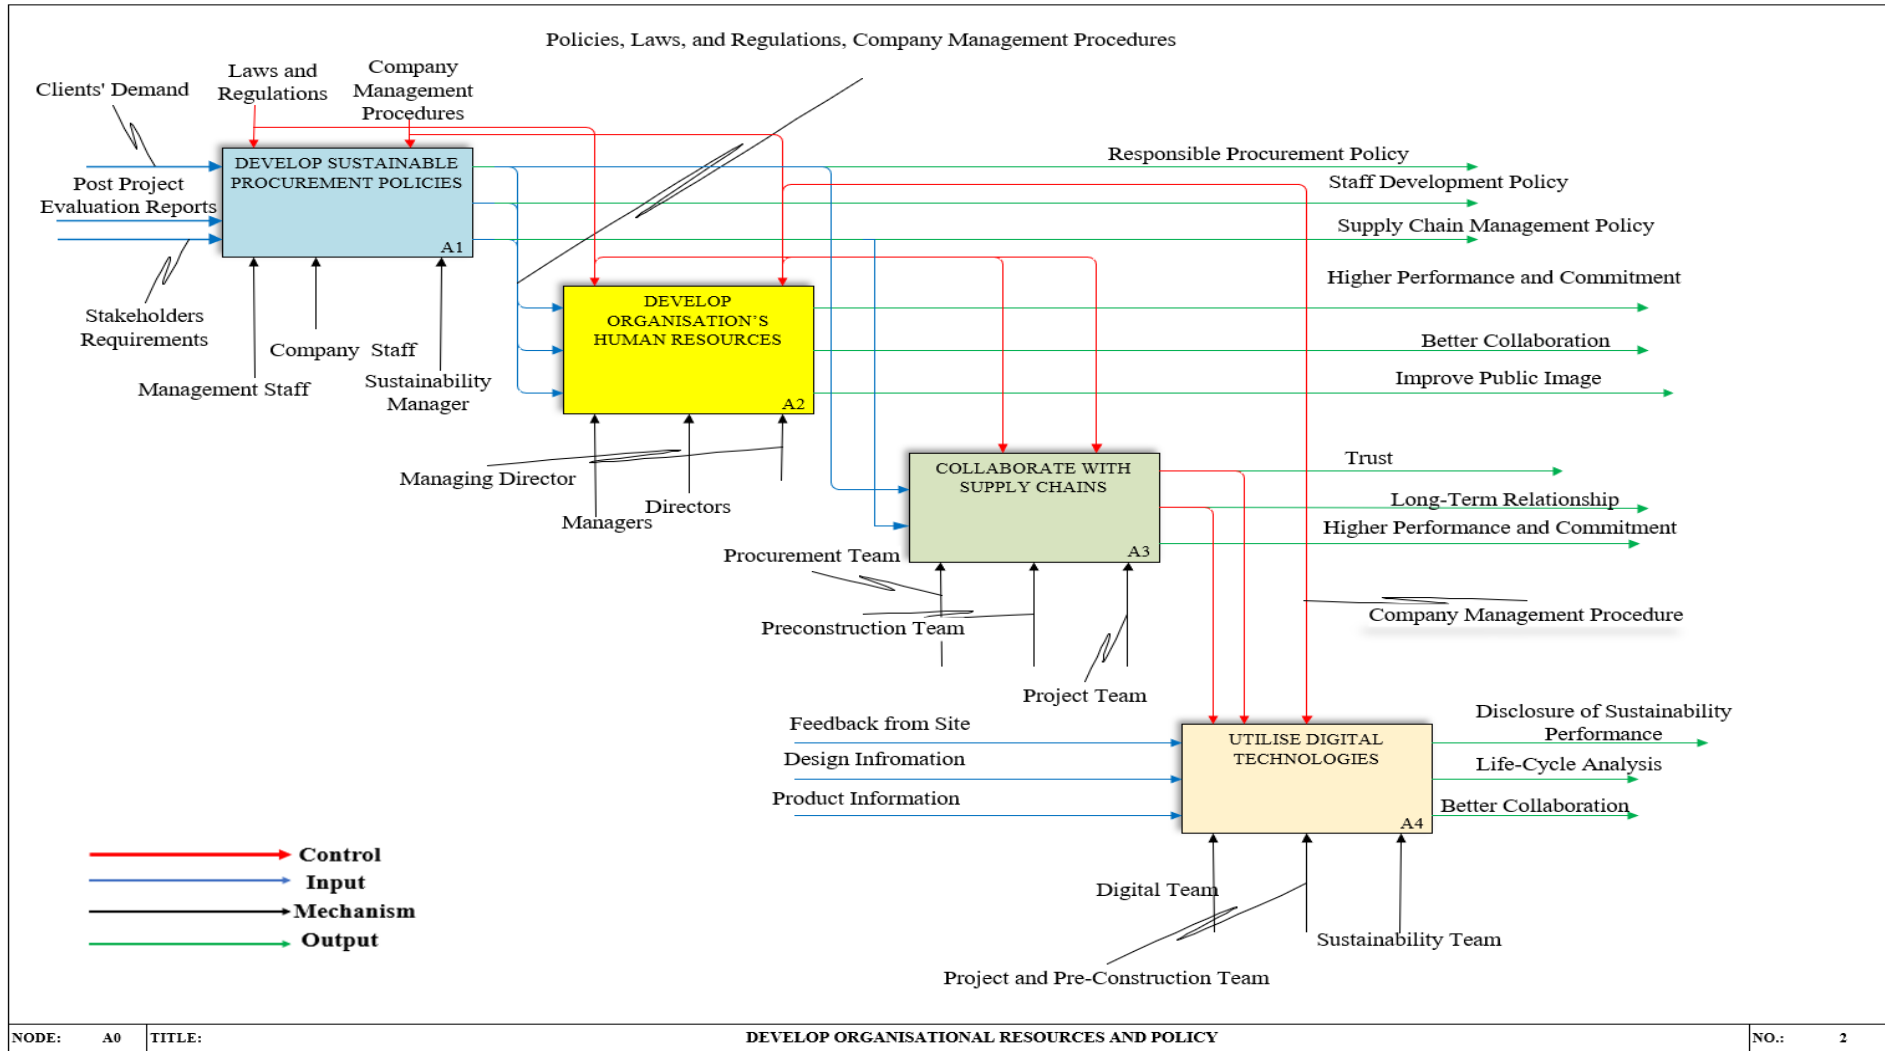 Policies, Laws, and Regulations, Company Management Procedures
Clients' Demand
Laws and
Regulations
Company
Management
Procedures
Post Project
Evaluation Reports
DEVELOP SUSTAINABLE
PROCUREMENT POLICIES
A1
Responsible Procurement Policy
Staff Development Policy
Supply Chain Management Policy
Stakeholders
Requirements
Company Staff
Management Staff
Sustainability
Manager
DEVELOP
ORGANISATION'S
HUMAN RESOURCES
A2
Higher Performance and Commitment
Better Collaboration
Improve Public Image
Managing Director
Managers
Directors
COLLABORATE WITH
SUPPLY CHAINS
A3
Trust
Long-Term Relationship
Higher Performance and Commitment
Procurement Team
Preconstruction Team
Project Team
Company Management Procedure
Feedback from Site
Design Infromation
Product Information
UTILISE DIGITAL
TECHNOLOGIES
A4
Disclosure of Sustainability
Performance
Life-Cycle Analysis
Better Collaboration
Digital Team
Sustainability Team
Project and Pre-Construction Team
Control
Input
Mechanism
Output
NODE: A0 TITLE: DEVELOP ORGANISATIONAL RESOURCES AND POLICY NO.: 2